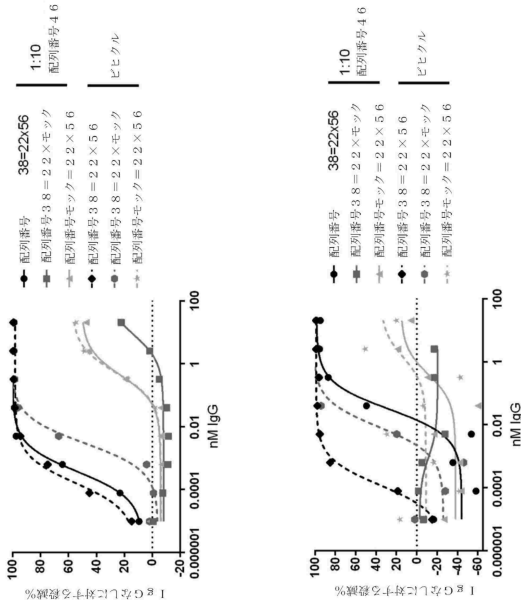 IgGなしに対する殺滅%
100
80
60
40
20
0
-20
0.000001
0.0001
0.01
1
100
nM IgG
配列番号 38=22x56
配列番号38=22×モック
配列番号モック=22×56
配列番号38=22×56
配列番号38=22×モック
配列番号モック=22×56
1:10
配列番号46
ビヒクル
IgGなしに対する殺滅%
100
80
60
40
20
0
-20
-40
-60
0.000001
0.0001
0.01
1
100
nM IgG
配列番号 38=22x56
配列番号38=22×モック
配列番号モック=22×56
配列番号38=22×56
配列番号38=22×モック
配列番号モック=22×56
1:10
配列番号46
ビヒクル